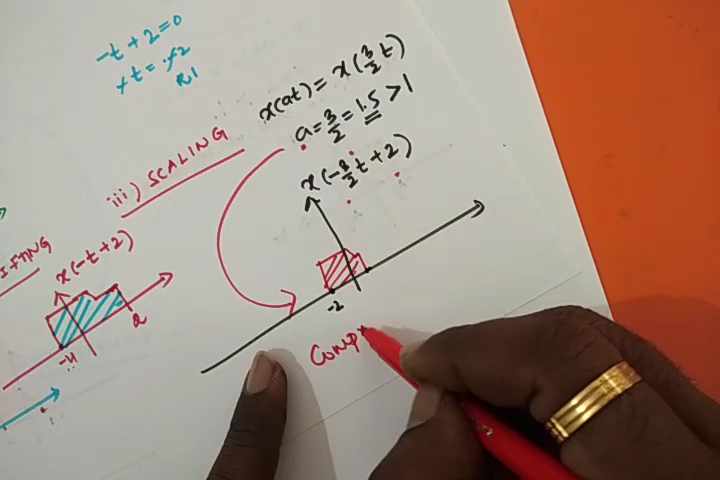 -t + 2 = 0
-t = -2
x(at) = x(3/2 t)
a = 3/2 = 1.5 > 1
iii) SCALING
x(-3/2 t + 2)
IFTING
x(-t + 2)
2
-4
-2
Comp